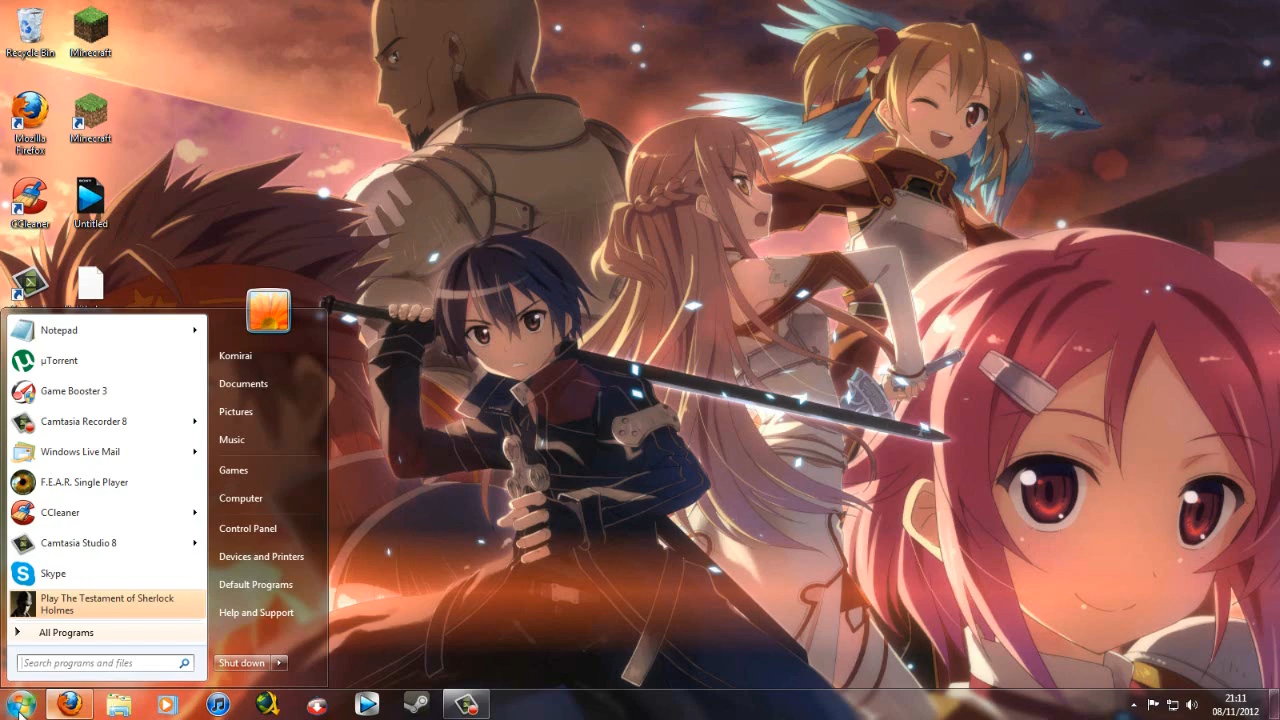 Recycle Bin
Minecraft
Mozilla
Firefox
Minecraft
CCleaner
Untitled
Notepad
µTorrent
Game Booster 3
Camtasia Recorder 8
Windows Live Mail
F.E.A.R. Single Player
CCleaner
Camtasia Studio 8
Skype
Play The Testament of Sherlock
Holmes
All Programs
Search programs and files
Komirai
Documents
Pictures
Music
Games
Computer
Control Panel
Devices and Printers
Default Programs
Help and Support
Shut down
21:11
08/11/2012